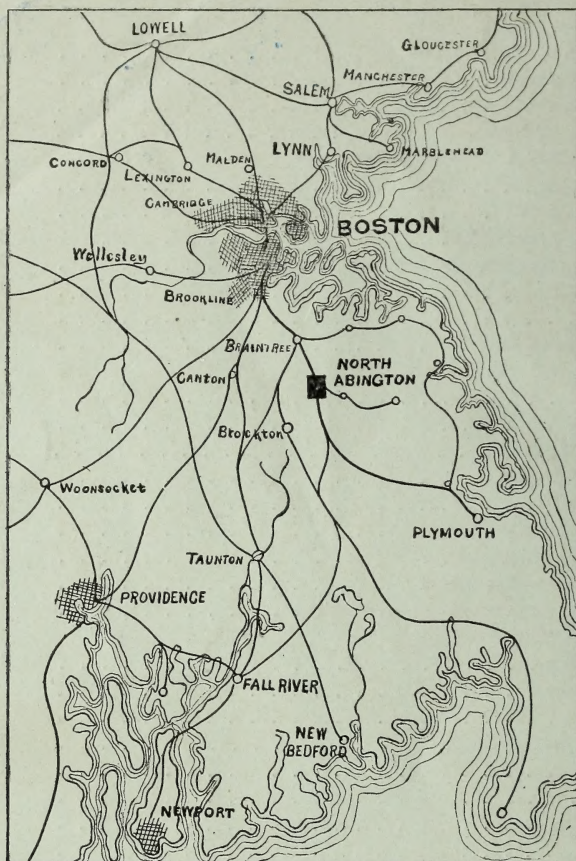 LOWELL
GLOUCESTER
MANCHESTER
SALEM
LYNN
MARBLEHEAD
MALDEN
CONCORD
LEXINGTON
CAMBRIDGE
BOSTON
Wellesley
BROOKLINE
BRAINTREE
NORTH
ABINGTON
CANTON
Brockton
WOONSOCKET
PLYMOUTH
TAUNTON
PROVIDENCE
FALL RIVER
NEW
BEDFORD
NEWPORT